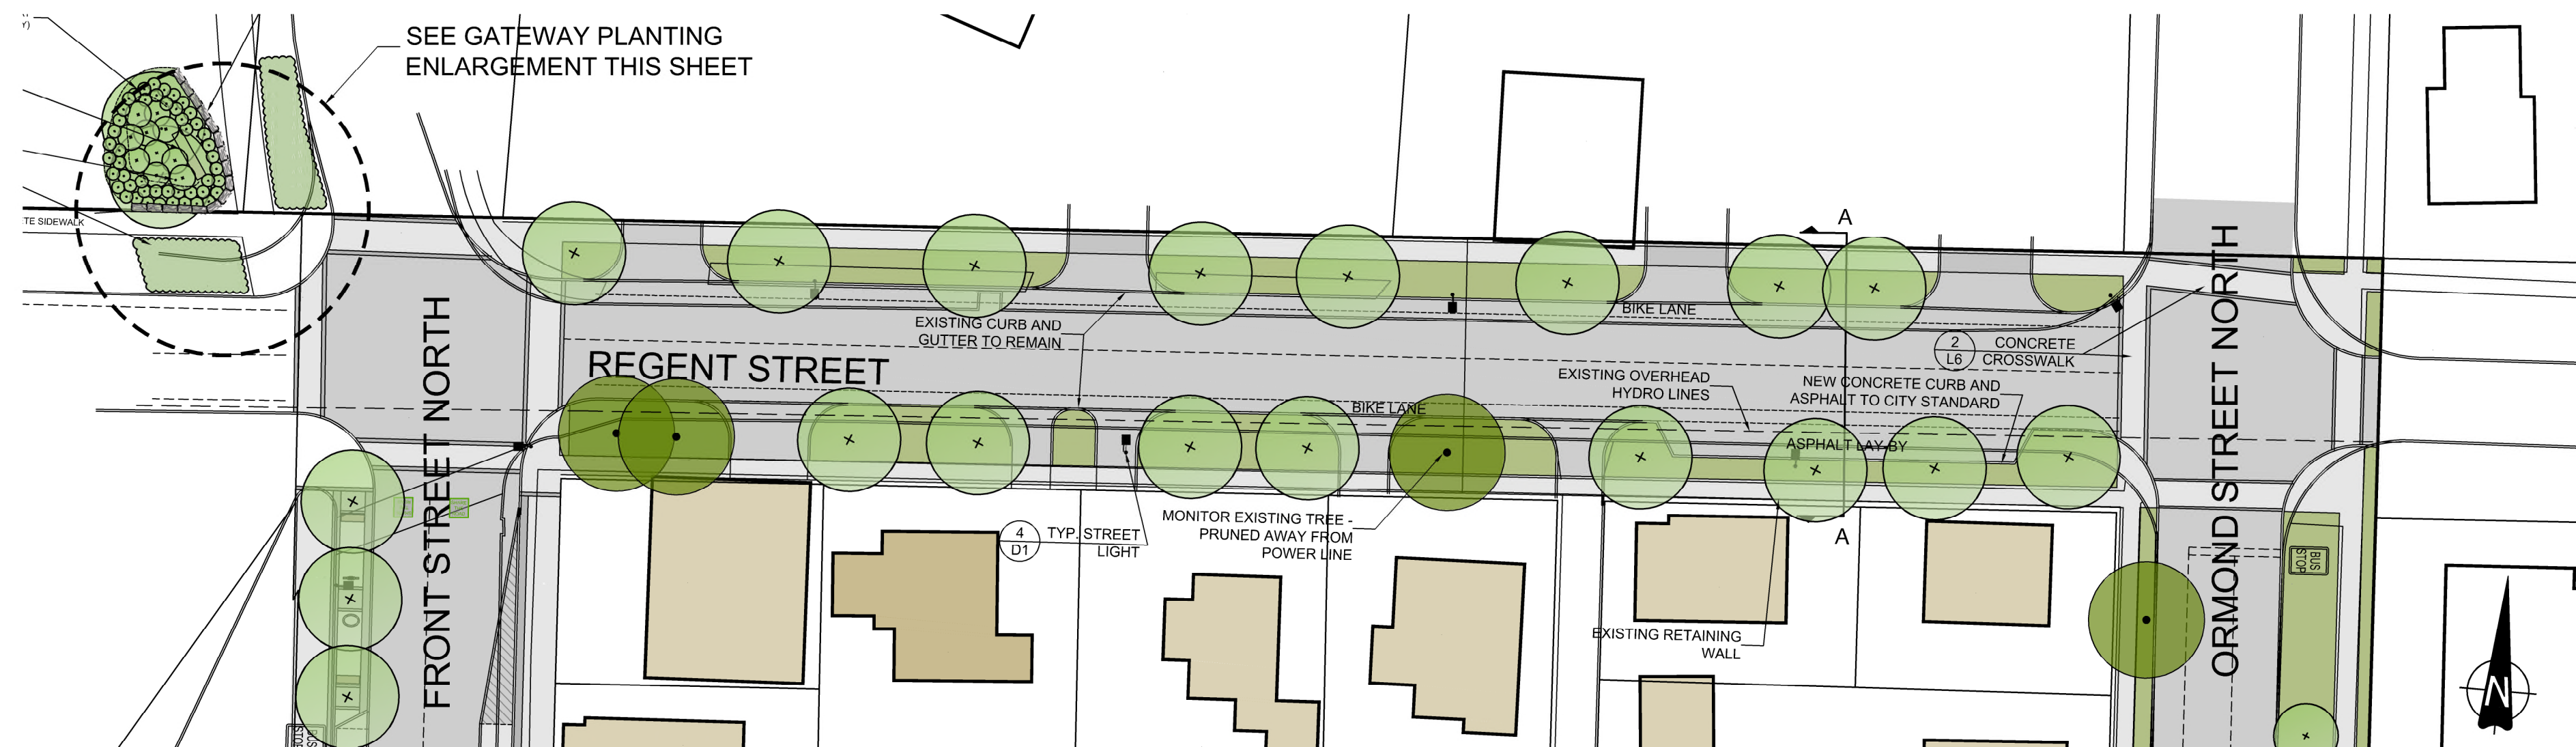 SEE GATEWAY PLANTING
ENLARGEMENT THIS SHEET
TE SIDEWALK
A
BIKE LANE
EXISTING CURB AND
GUTTER TO REMAIN
2
L6
CONCRETE
CROSSWALK
REGENT STREET
EXISTING OVERHEAD
HYDRO LINES
NEW CONCRETE CURB AND
ASPHALT TO CITY STANDARD
BIKE LANE
ASPHALT LAY-BY
FRONT STREET NORTH
ORMOND STREET NORTH
4
D1
TYP. STREET
LIGHT
MONITOR EXISTING TREE -
PRUNED AWAY FROM
POWER LINE
A
BUS
STOP
EXISTING RETAINING
WALL
N
BUS
STOP